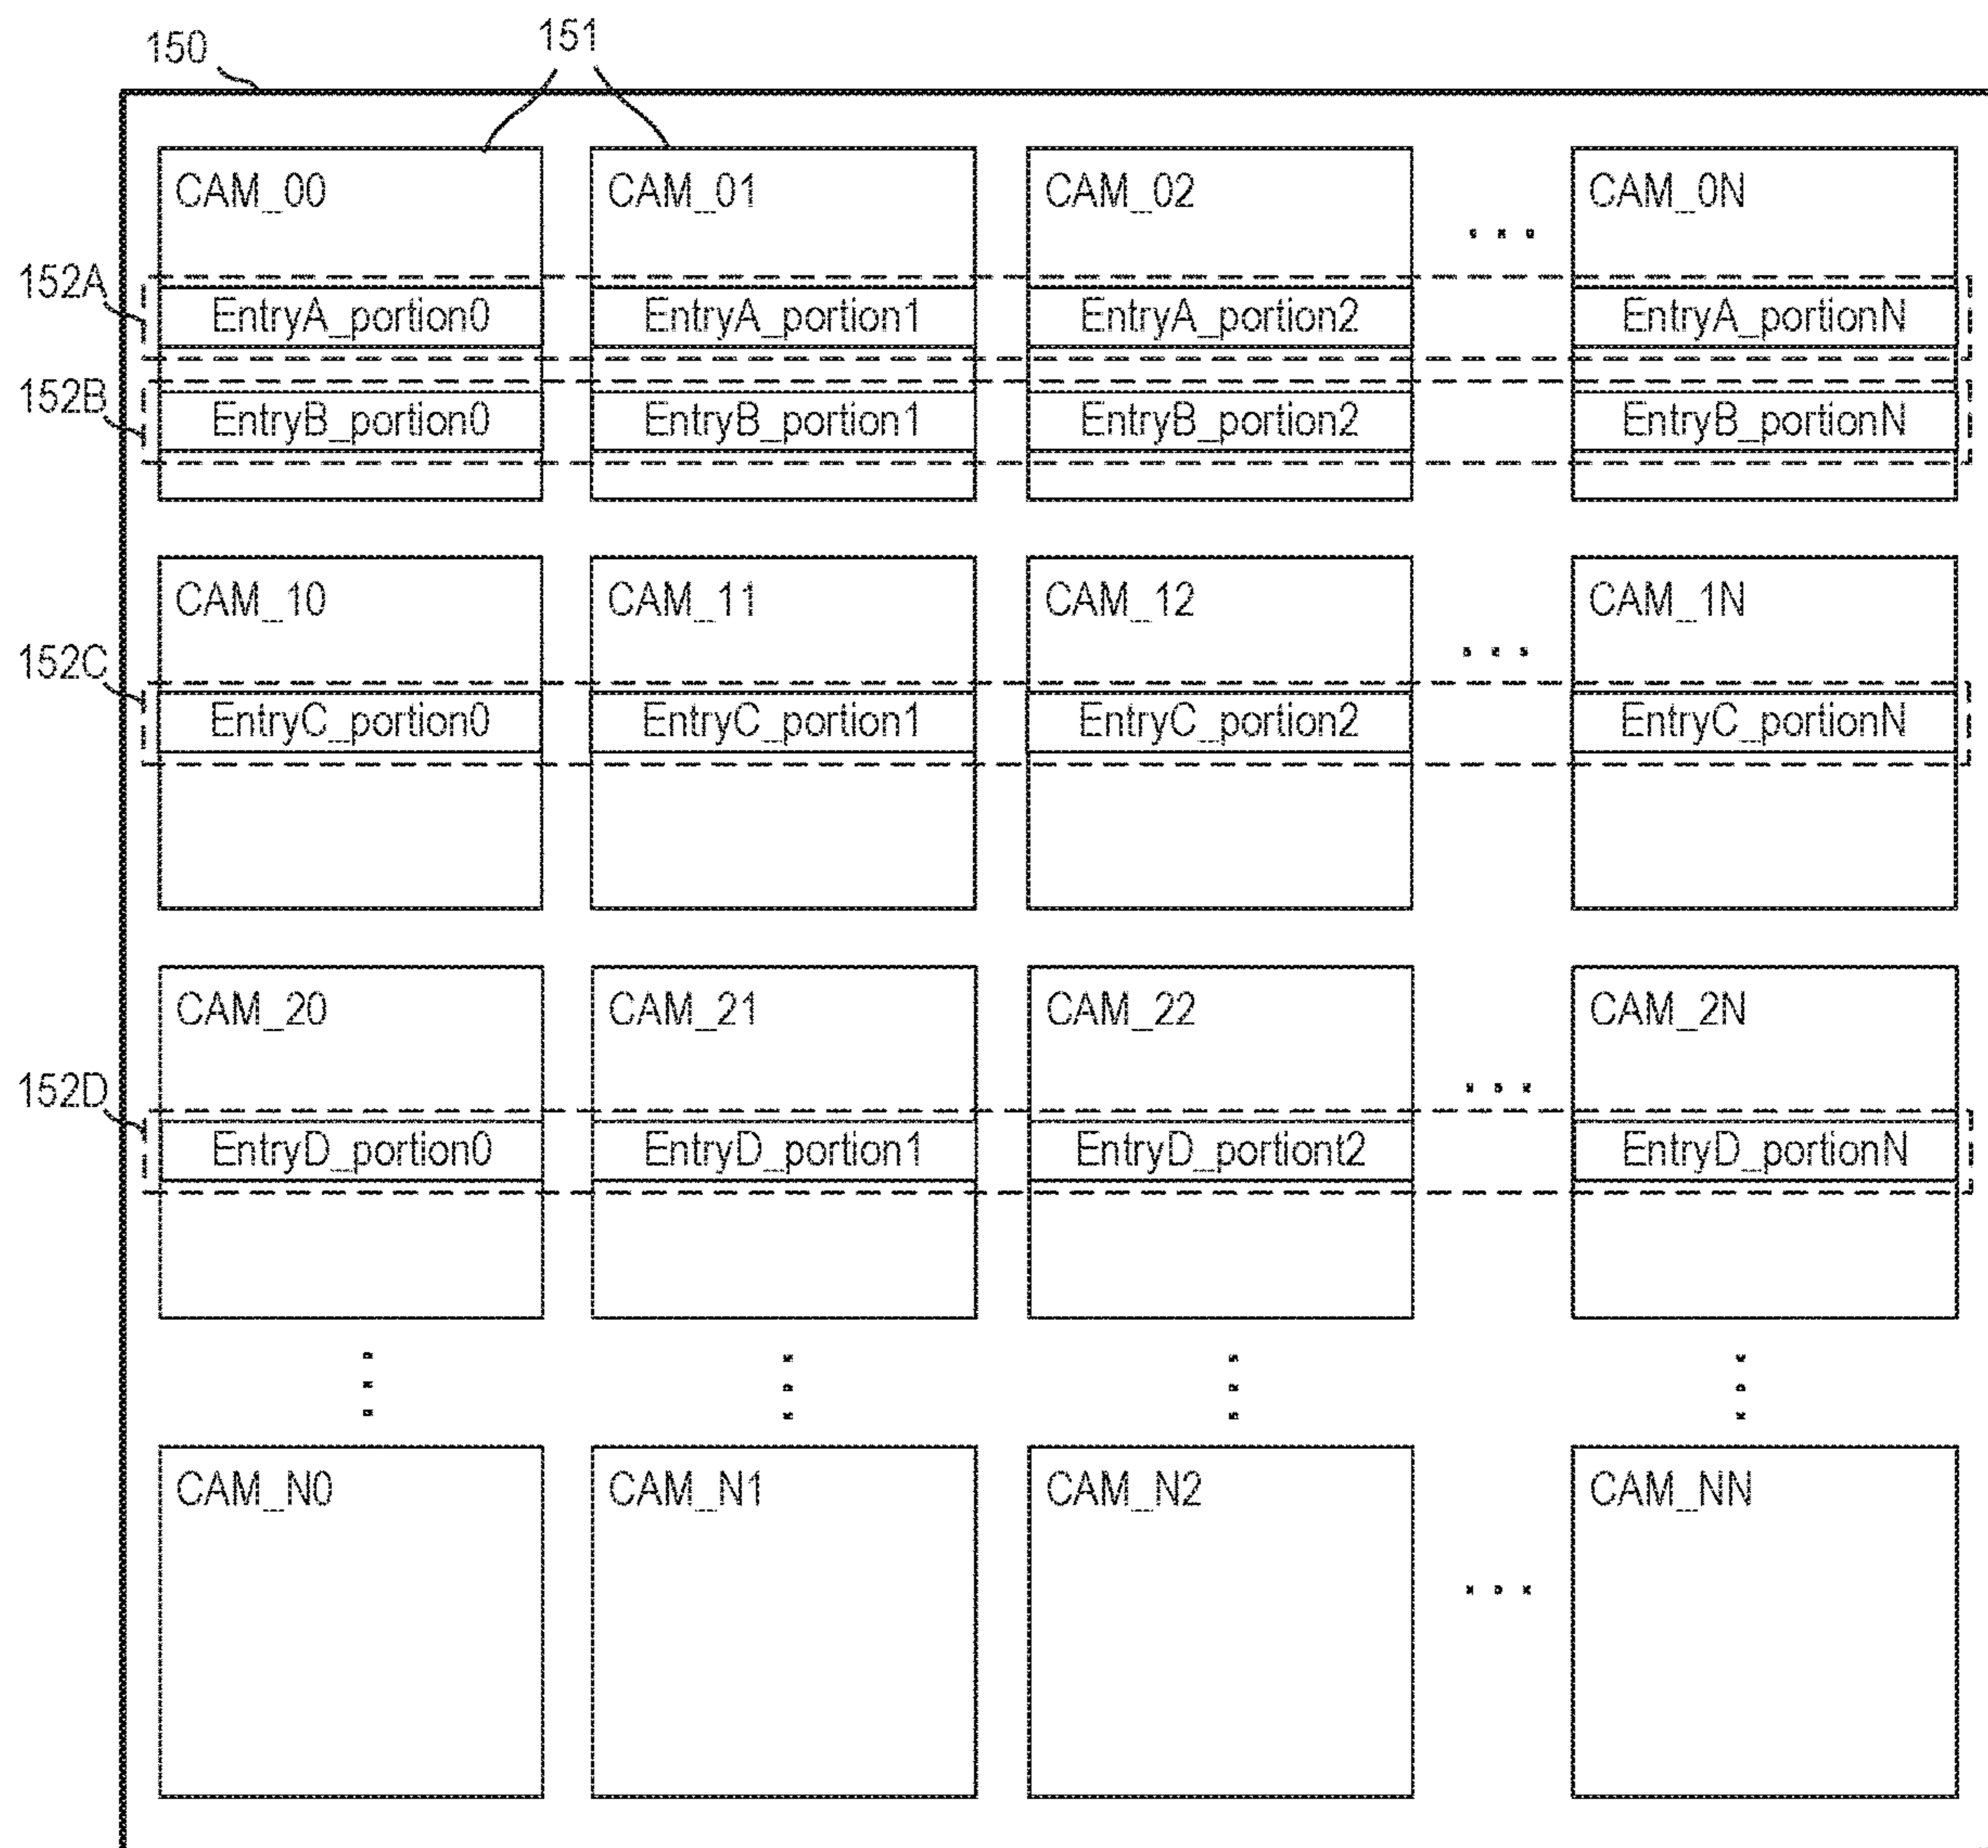 150 151
CAM_00 CAM_01 CAM_02 ... CAM_0N
152A EntryA_portion0 EntryA_portion1 EntryA_portion2 EntryA_portionN
152B EntryB_portion0 EntryB_portion1 EntryB_portion2 EntryB_portionN
CAM_10 CAM_11 CAM_12 ... CAM_1N
152C EntryC_portion0 EntryC_portion1 EntryC_portion2 EntryC_portionN
CAM_20 CAM_21 CAM_22 ... CAM_2N
152D EntryD_portion0 EntryD_portion1 EntryD_portiont2 EntryD_portionN
CAM_N0 CAM_N1 CAM_N2 ... CAM_NN